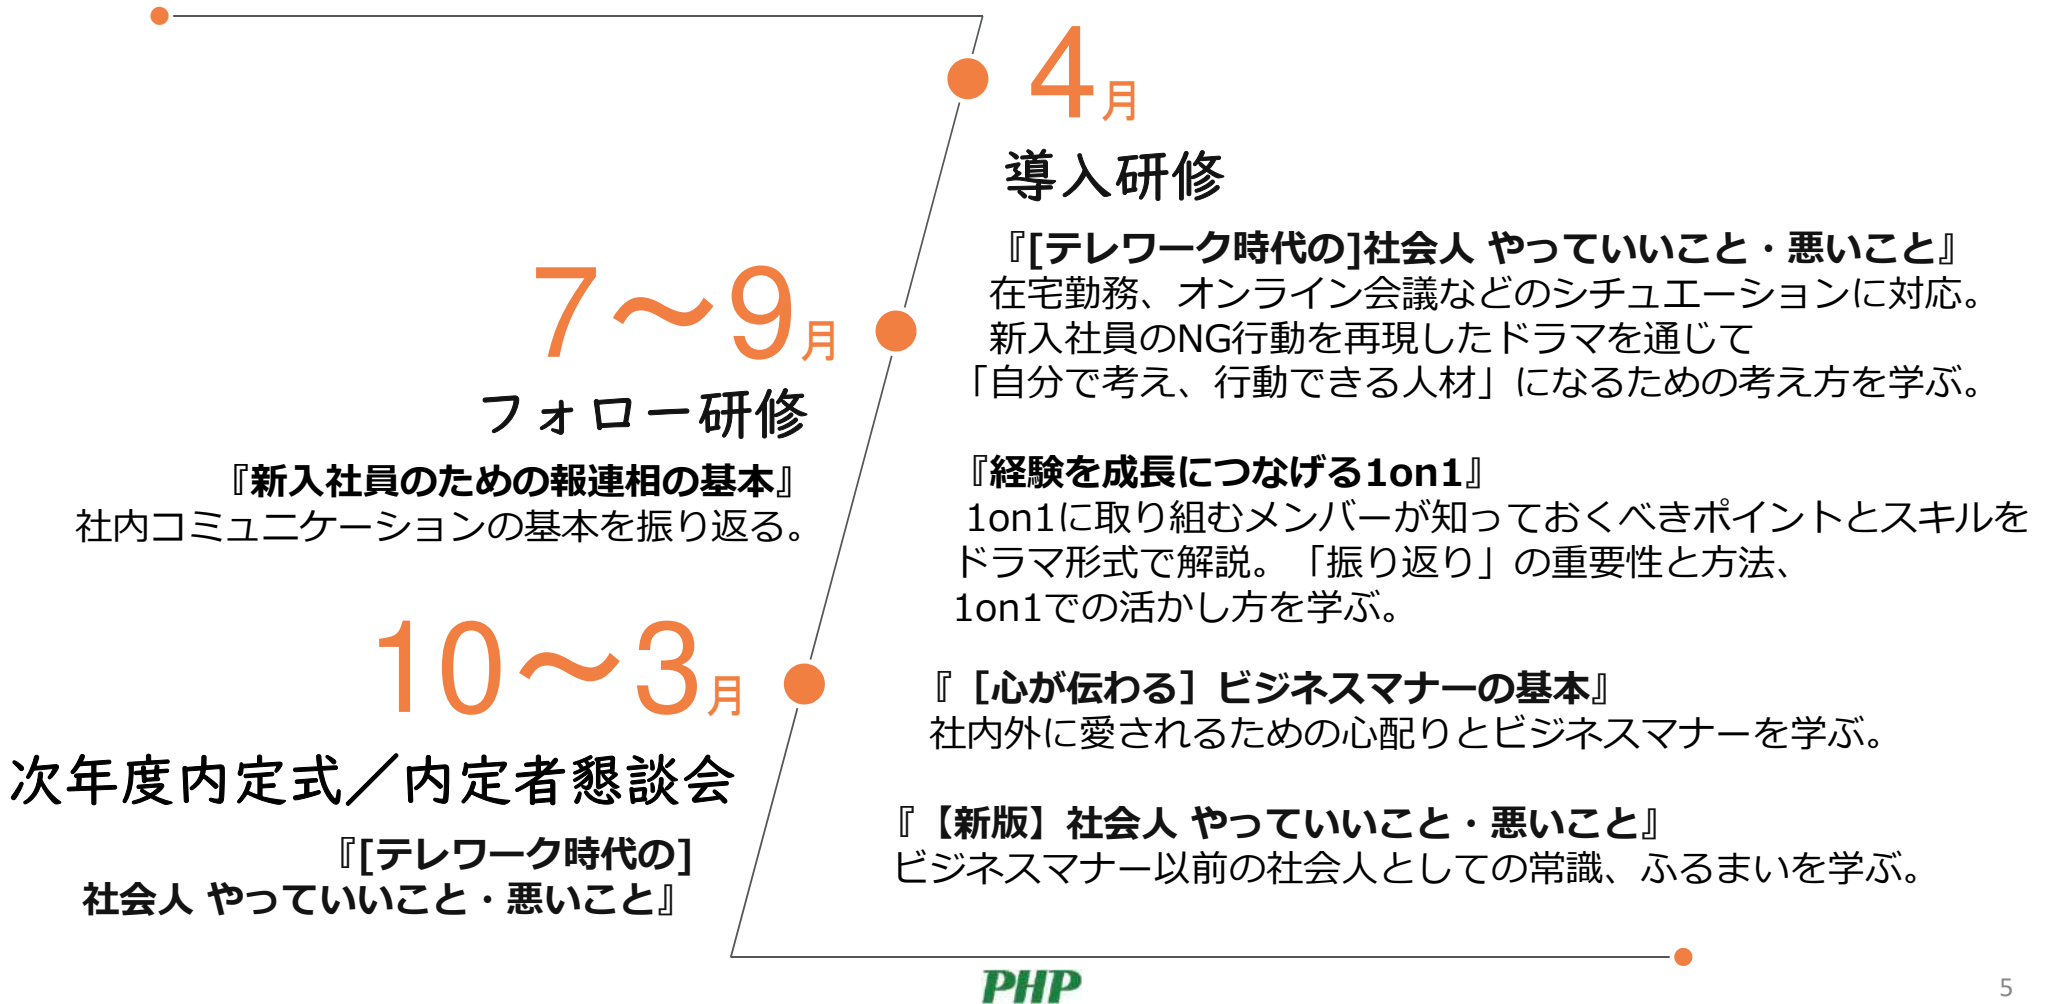 4月
導入研修
『[テレワーク時代の]社会人 やっていいこと・悪いこと』
在宅勤務、オンライン会議などのシチュエーションに対応。
新入社員のNG行動を再現したドラマを通じて
「自分で考え、行動できる人材」になるための考え方を学ぶ。
『経験を成長につなげる1on1』
1on1に取り組むメンバーが知っておくべきポイントとスキルを
ドラマ形式で解説。「振り返り」の重要性と方法、
1on1での活かし方を学ぶ。
『［心が伝わる］ビジネスマナーの基本』
社内外に愛されるための心配りとビジネスマナーを学ぶ。
『【新版】社会人 やっていいこと・悪いこと』
ビジネスマナー以前の社会人としての常識、ふるまいを学ぶ。
7～9月
フォロー研修
『新入社員のための報連相の基本』
社内コミュニケーションの基本を振り返る。
10～3月
次年度内定式／内定者懇談会
『[テレワーク時代の]
社会人 やっていいこと・悪いこと』
PHP
5